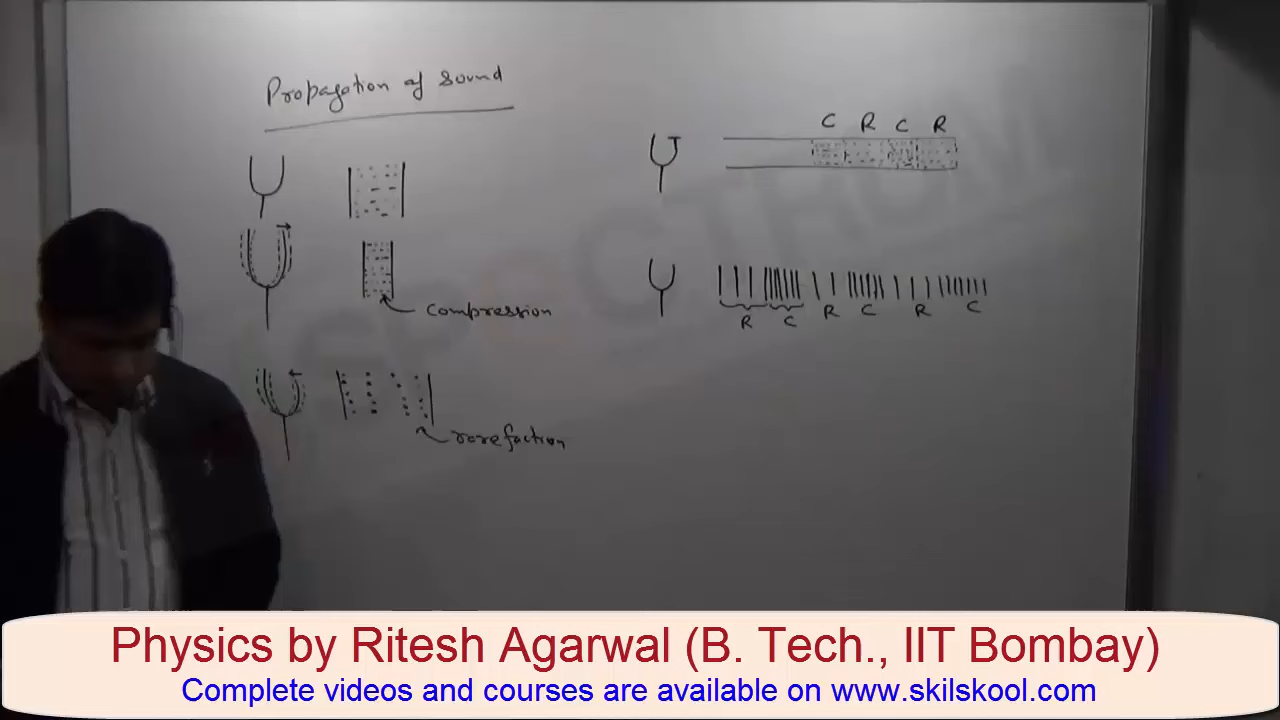 Propagation of Sound
compression
rarefaction
C R C R
R C R C R C
Physics by Ritesh Agarwal (B. Tech., IIT Bombay)
Complete videos and courses are available on www.skilskool.com